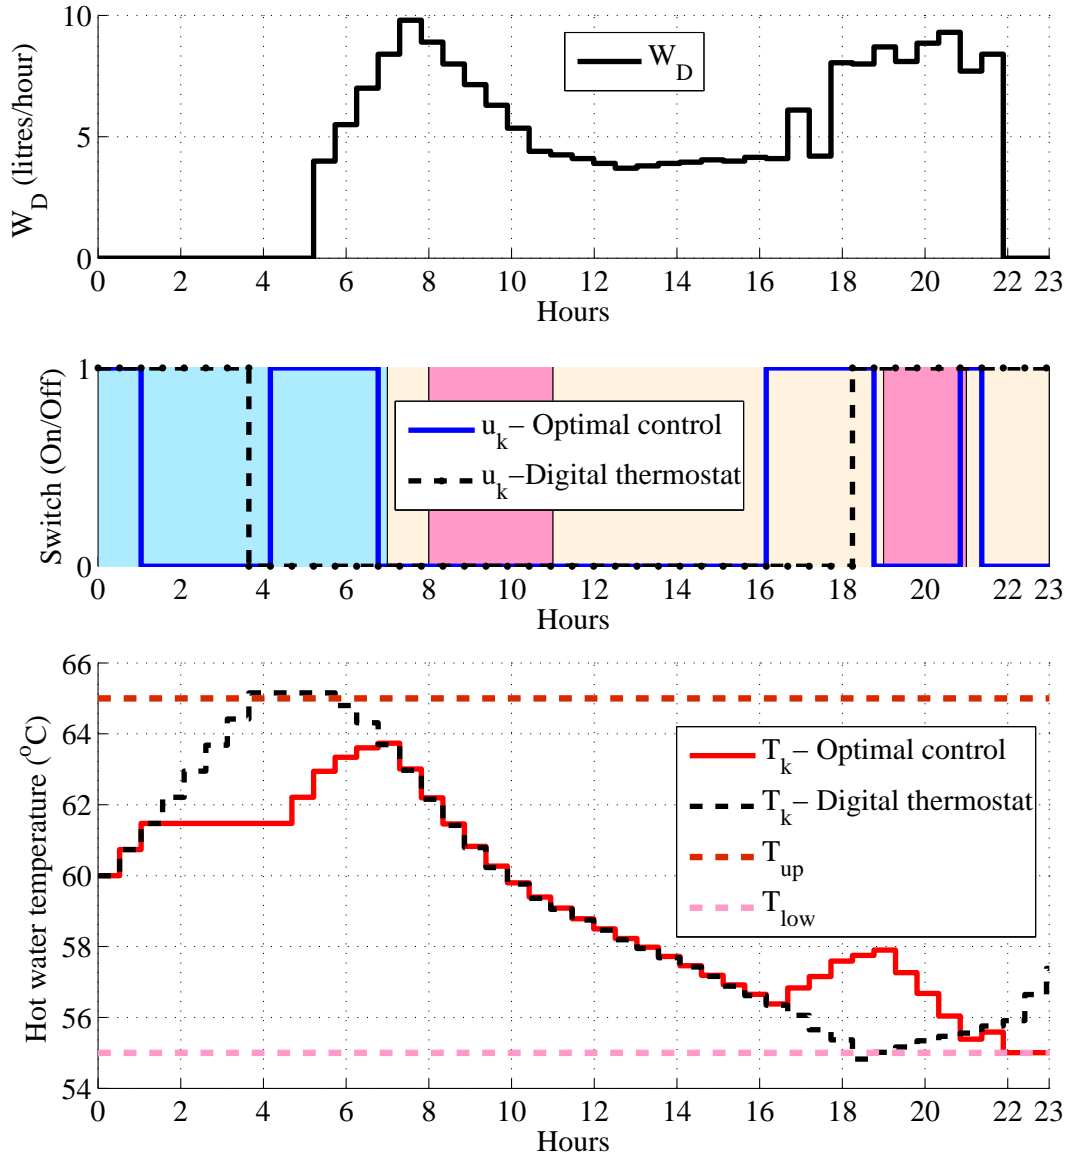 W_D (litres/hour)
10
5
0
W_D
0 2 4 6 8 10 12 14 16 18 20 22 23
Hours
Switch (On/Off)
1
0
u_k– Optimal control
u_k–Digital thermostat
0 2 4 6 8 10 12 14 16 18 20 22 23
Hours
Hot water temperature (°C)
66
64
62
60
58
56
54
T_k– Optimal control
T_k– Digital thermostat
T_up
T_low
0 2 4 6 8 10 12 14 16 18 20 22 23
Hours